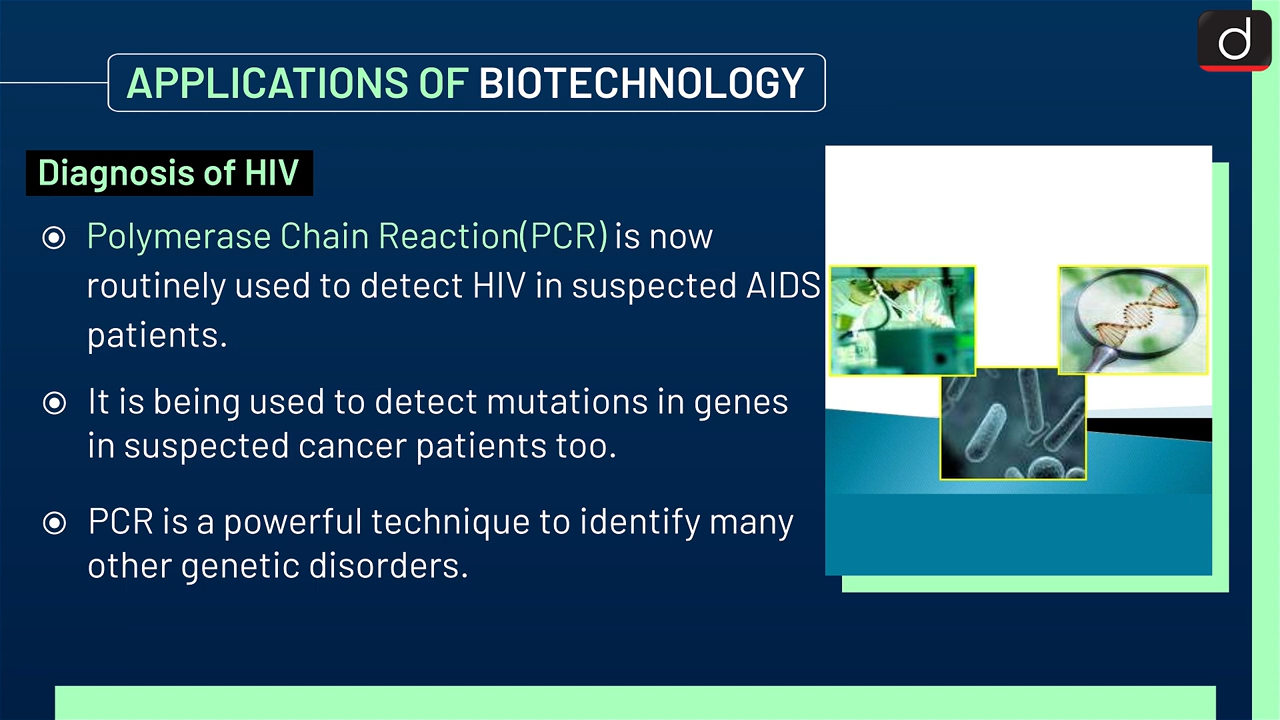 APPLICATIONS OF BIOTECHNOLOGY
Diagnosis of HIV
Polymerase Chain Reaction(PCR) is now
routinely used to detect HIV in suspected AIDS
patients.
It is being used to detect mutations in genes
in suspected cancer patients too.
PCR is a powerful technique to identify many
other genetic disorders.
d